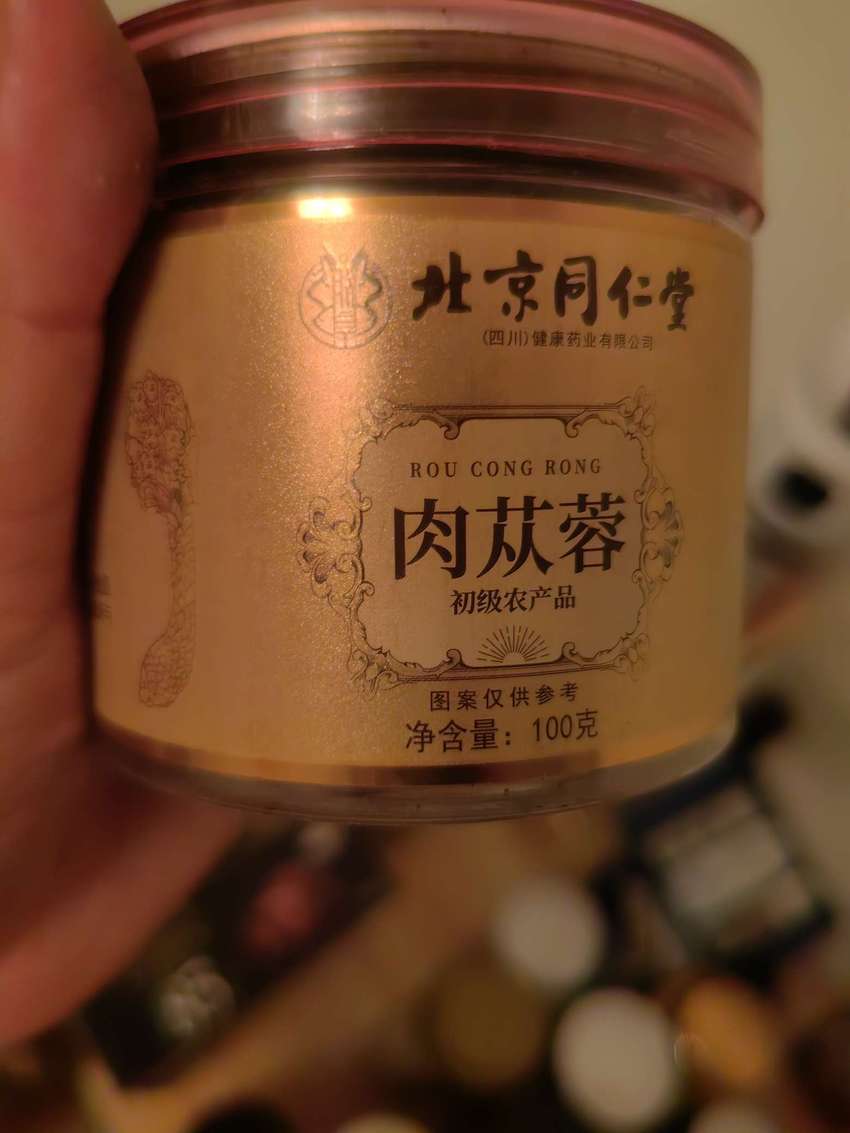 北京同仁堂
(四川)健康药业有限公司
ROU CONG RONG
肉苁蓉
初级农产品
图案仅供参考
净含量：100克